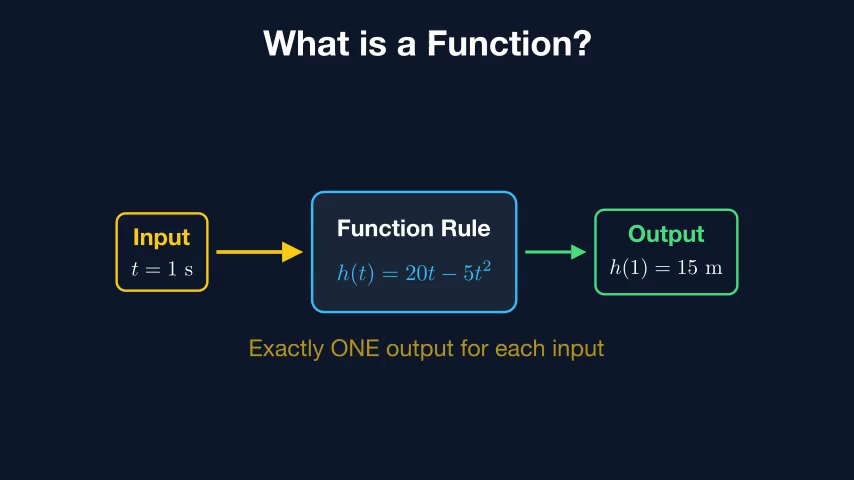 What is a Function?
Input
t = 1 s
Function Rule
h(t) = 20t − 5t²
Output
h(1) = 15 m
Exactly ONE output for each input